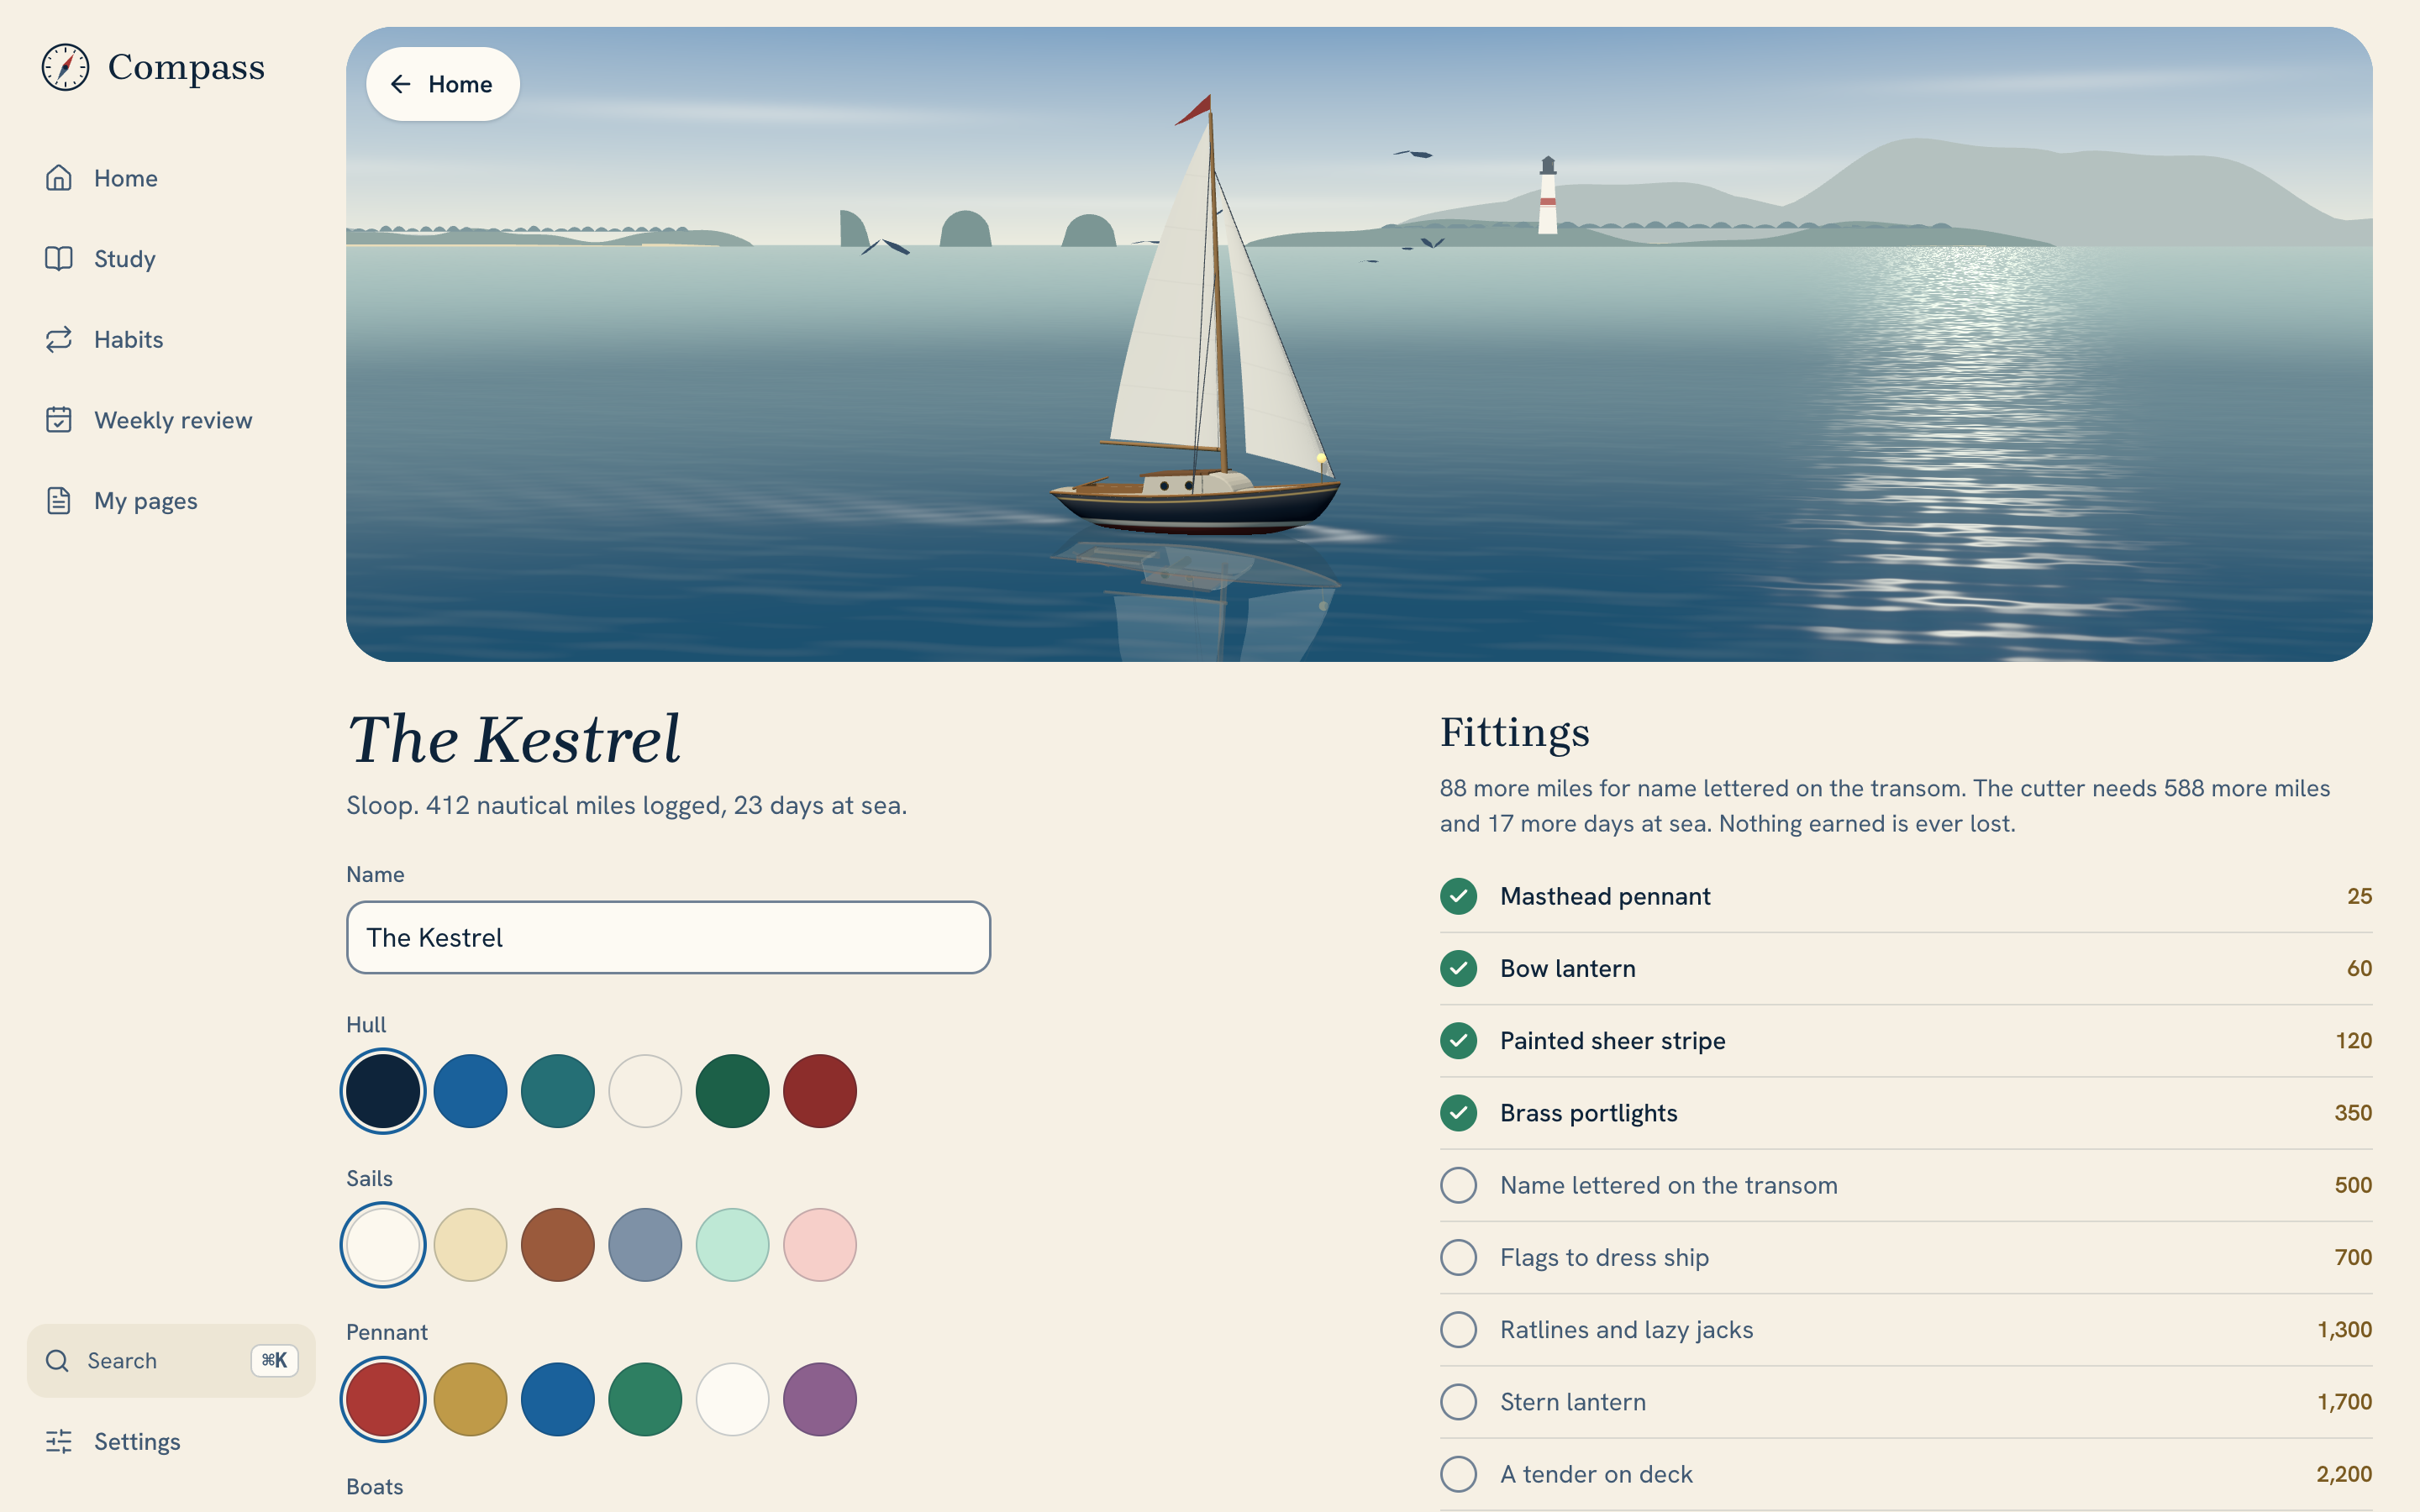 Compass
Home
Study
Habits
Weekly review
My pages
Search
⌘K
Settings
Home
The Kestrel
Sloop. 412 nautical miles logged, 23 days at sea.
Name
The Kestrel
Hull
Sails
Pennant
Boats
Fittings
88 more miles for name lettered on the transom. The cutter needs 588 more miles
and 17 more days at sea. Nothing earned is ever lost.
Masthead pennant 25
Bow lantern 60
Painted sheer stripe 120
Brass portlights 350
Name lettered on the transom 500
Flags to dress ship 700
Ratlines and lazy jacks 1,300
Stern lantern 1,700
A tender on deck 2,200